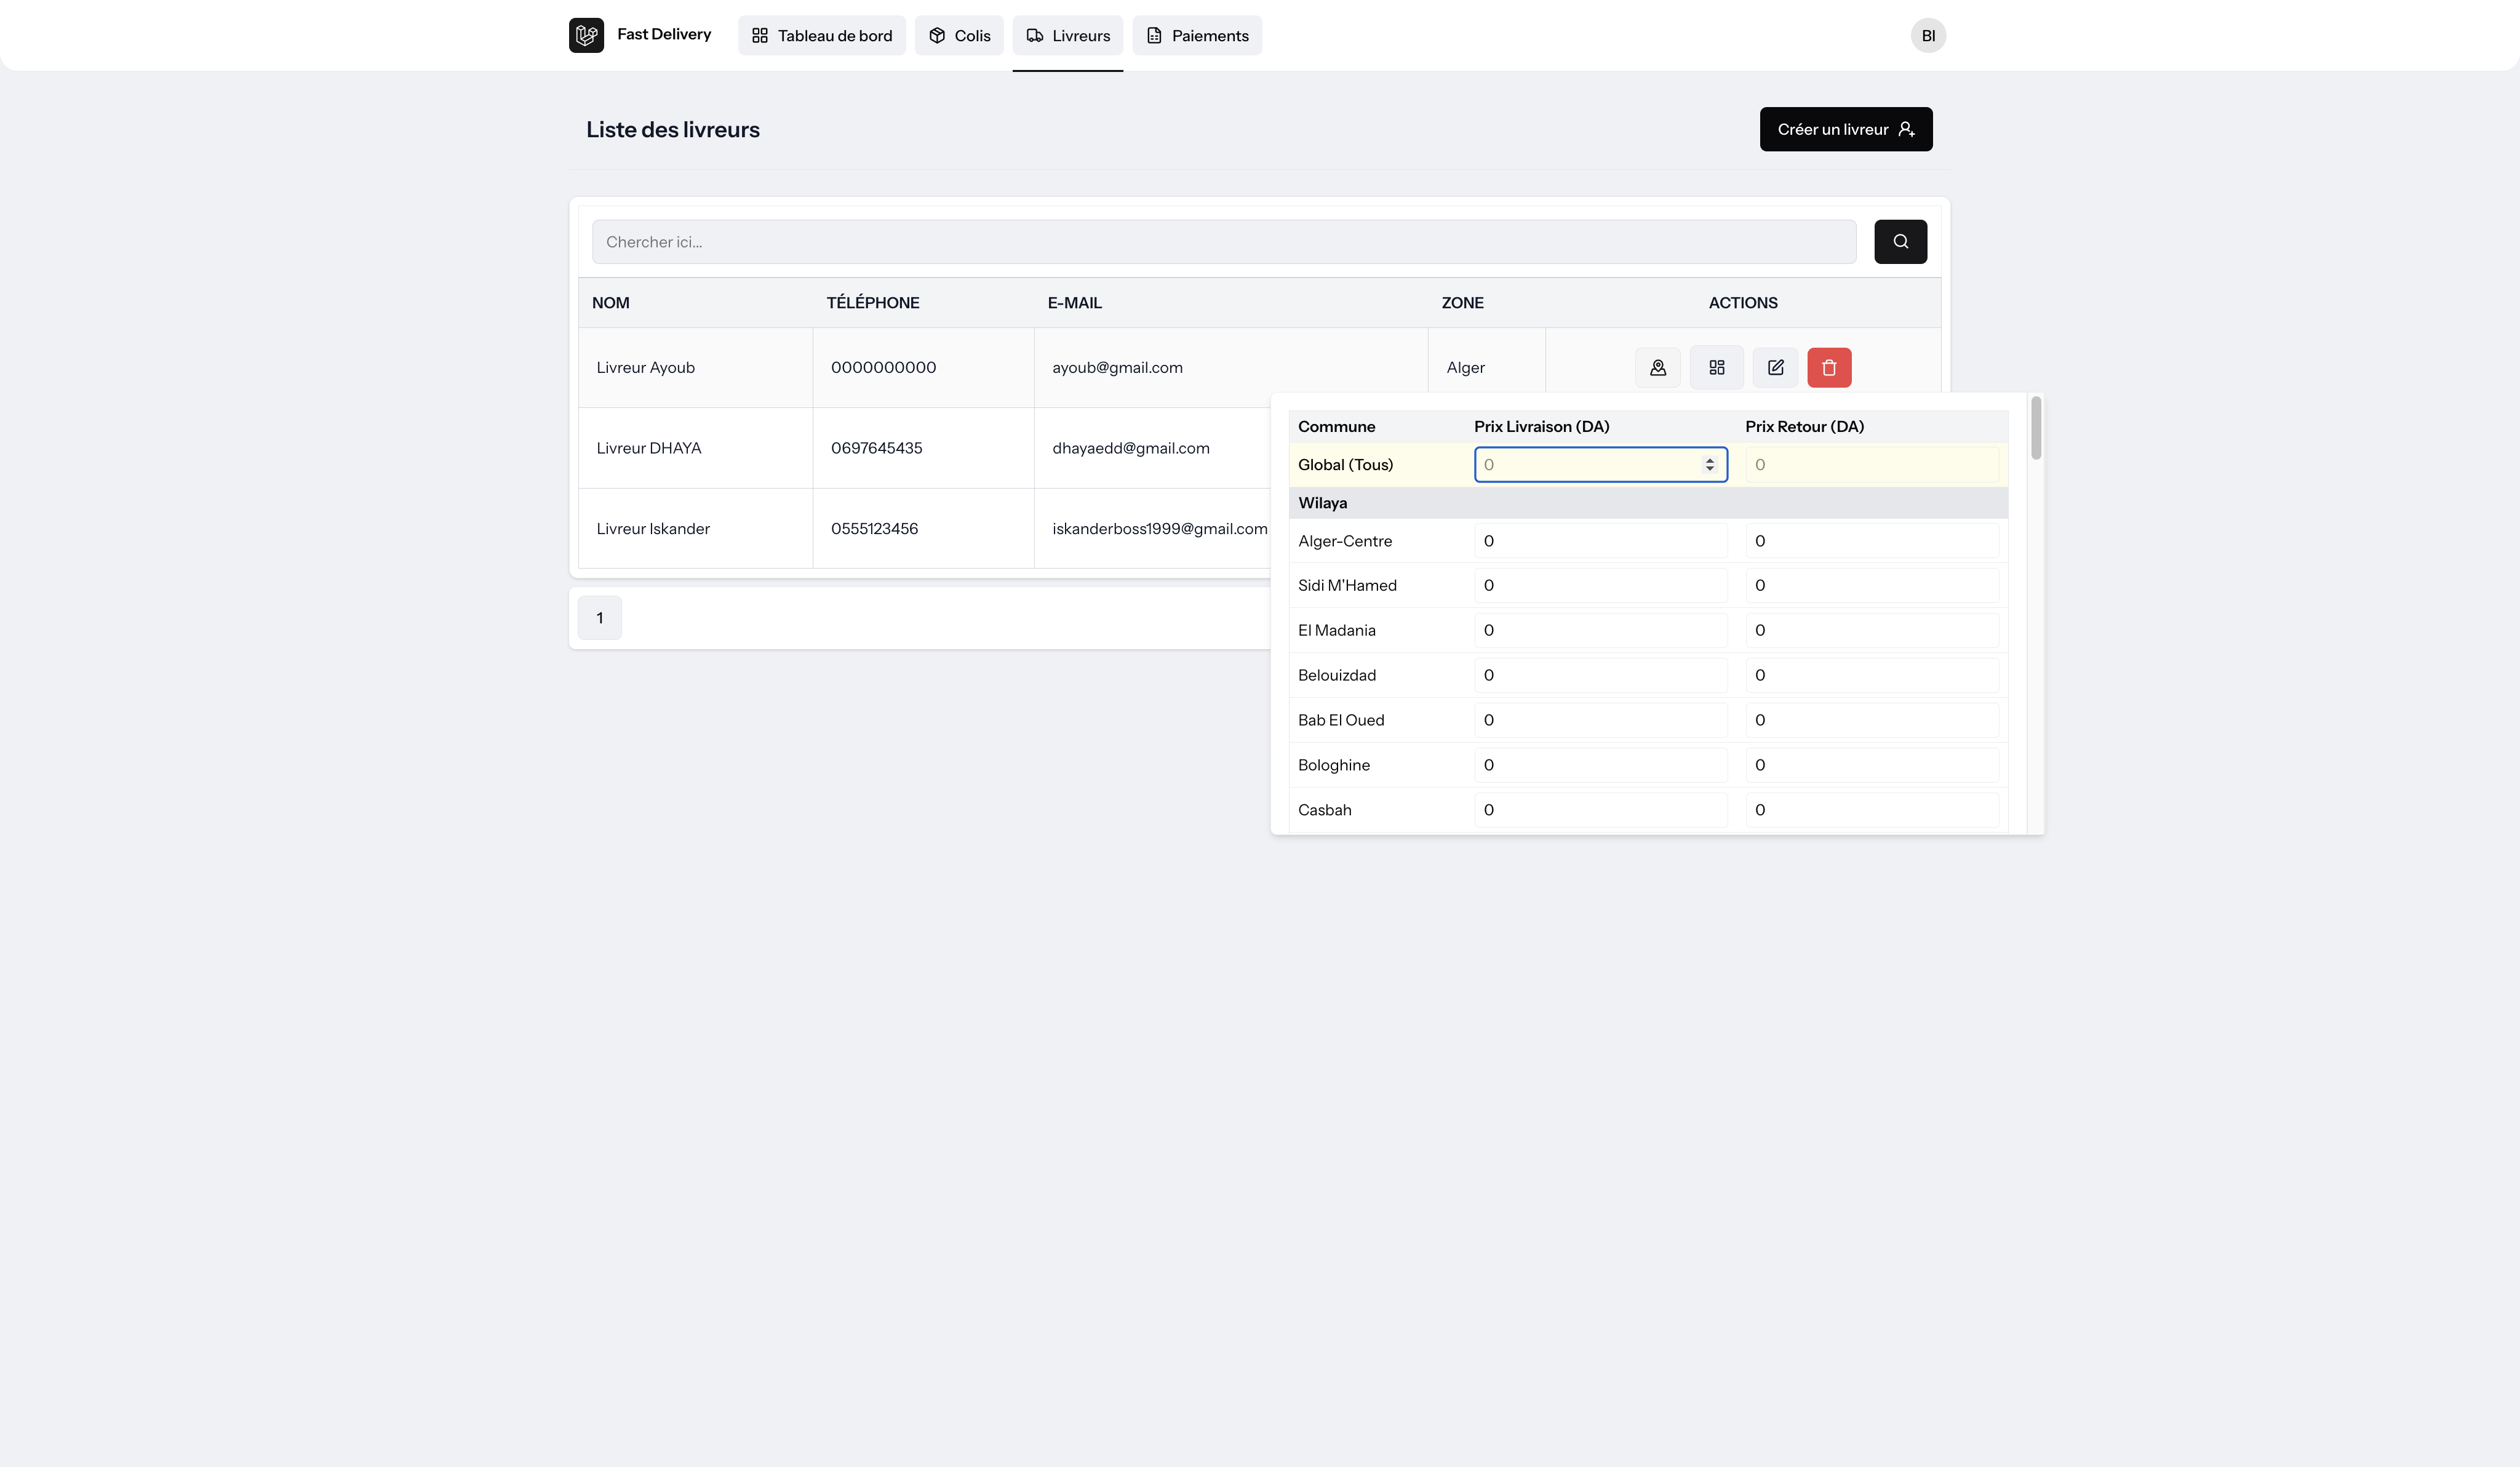 Fast Delivery Tableau de bord Colis Livreurs Paiements BI
Liste des livreurs Créer un livreur
Chercher ici...
NOM TÉLÉPHONE E-MAIL ZONE ACTIONS
Livreur Ayoub 0000000000 ayoub@gmail.com Alger
Livreur DHAYA 0697645435 dhayaedd@gmail.com
Livreur Iskander 0555123456 iskanderboss1999@gmail.com
1
Commune Prix Livraison (DA) Prix Retour (DA)
Global (Tous) 0 0
Wilaya
Alger-Centre 0 0
Sidi M'Hamed 0 0
El Madania 0 0
Belouizdad 0 0
Bab El Oued 0 0
Bologhine 0 0
Casbah 0 0